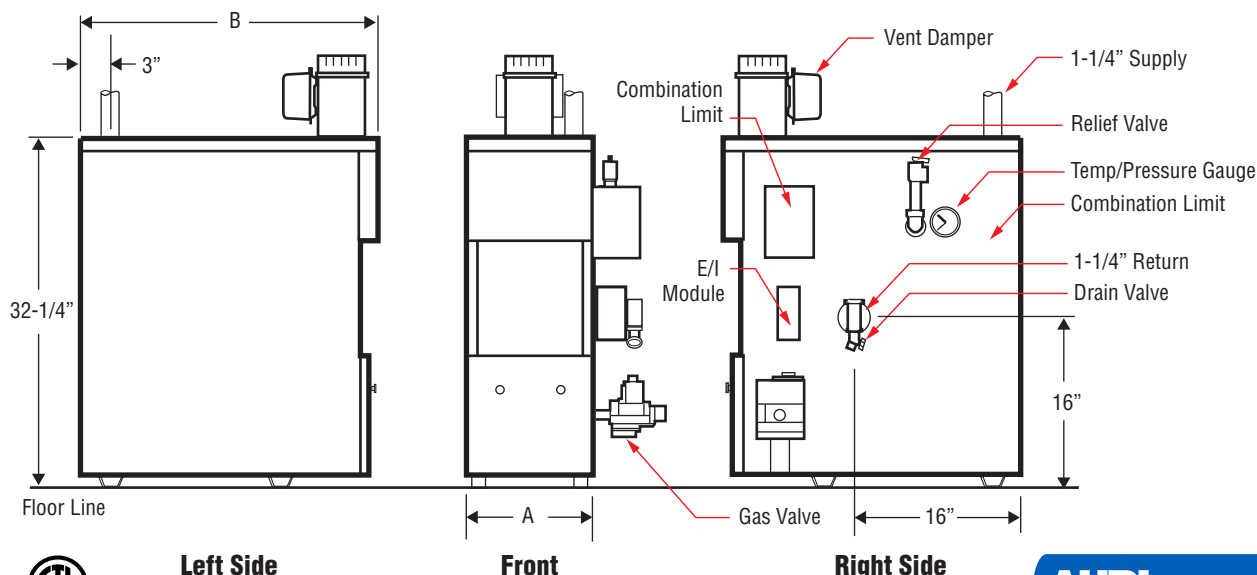 B
3”
Vent Damper
1-1/4” Supply
Combination
Limit
Relief Valve
Temp/Pressure Gauge
Combination Limit
E/I
Module
1-1/4” Return
Drain Valve
32-1/4”
16”
Floor Line
A
Gas Valve
16”
Left Side
Front
Right Side